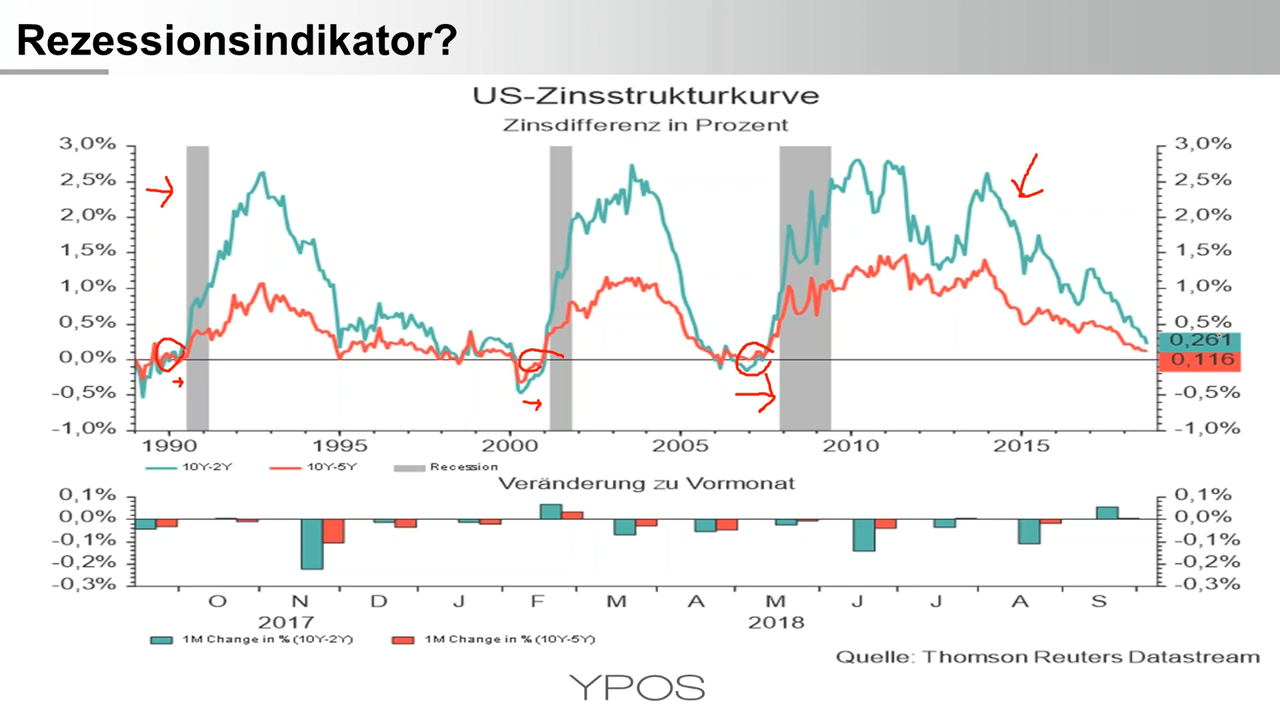 Rezessionsindikator?
US-Zinsstrukturkurve
Zinsdifferenz in Prozent
3,0% 3,0%
2,5% 2,5%
2,0% 2,0%
1,5% 1,5%
1,0% 1,0%
0,5% 0,5%
0,261
0,0% 0,116
-0,5% -0,5%
-1,0% -1,0%
1990 1995 2000 2005 2010 2015
10Y-2Y 10Y-5Y Recession
Veränderung zu Vormonat
0,1% 0,1%
0,0% 0,0%
-0,1% -0,1%
-0,2% -0,2%
-0,3% -0,3%
O N D J F M A M J J A S
2017 2018
1M Change in % (10Y-2Y) 1M Change in % (10Y-5Y)
Quelle: Thomson Reuters Datastream
YPOS